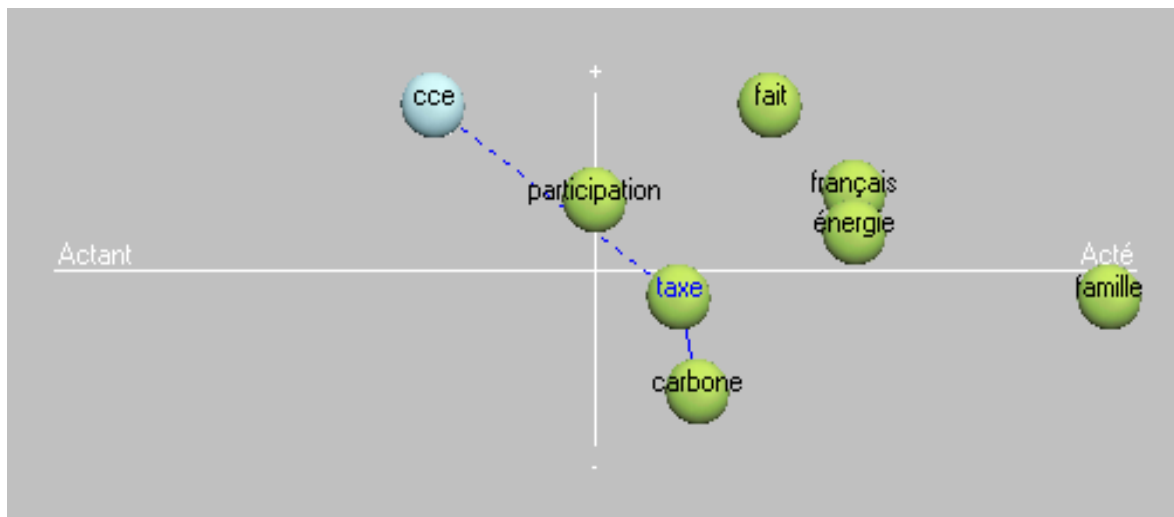 +
cce
fait
participation
français
énergie
Actant
Acté
taxe
famille
carbone
-